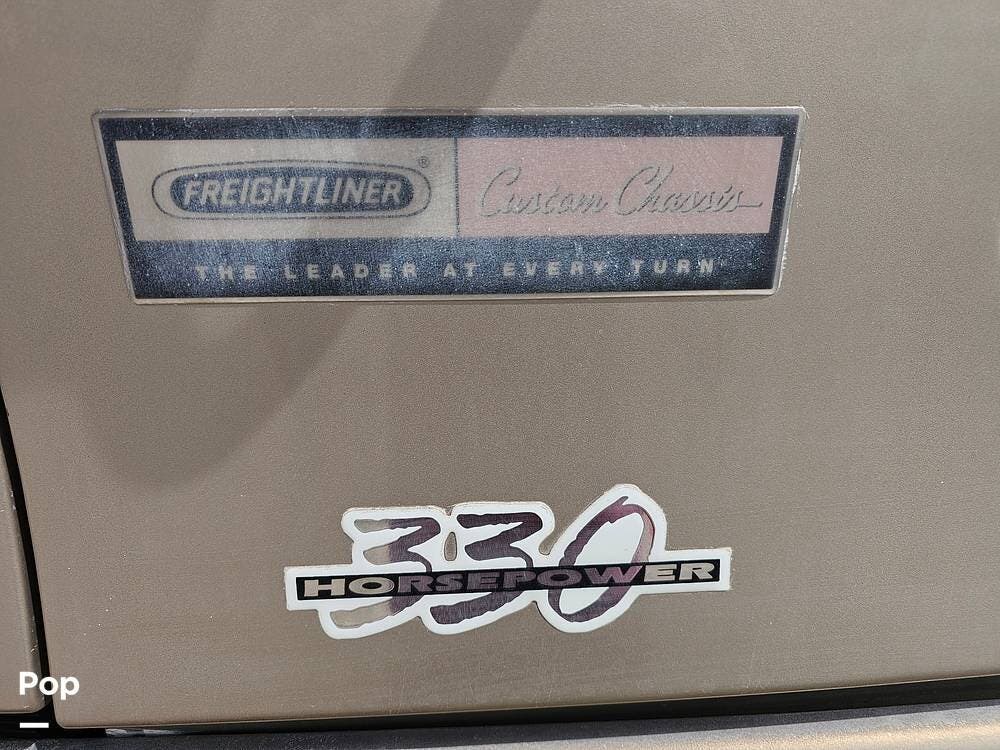 FREIGHTLINER® Custom Chassis
THE LEADER AT EVERY TURN
330
HORSEPOWER
Pop